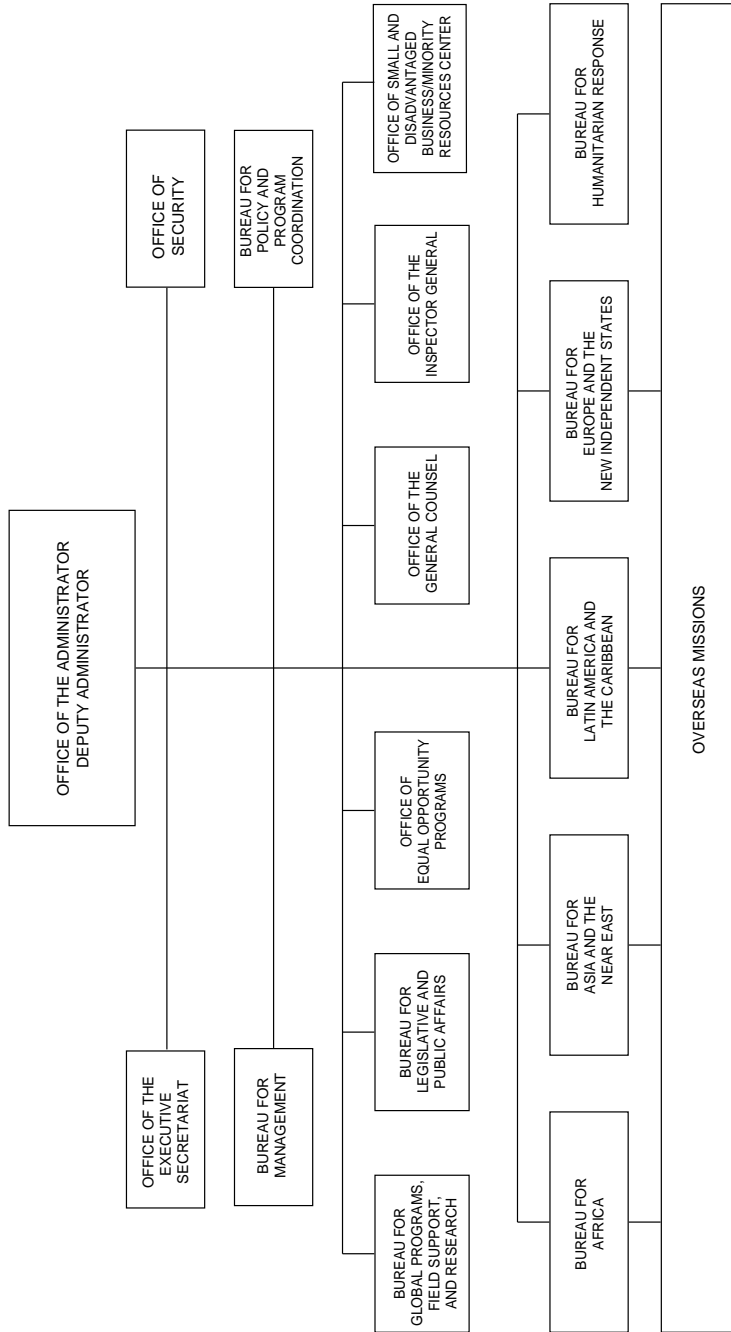 OFFICE OF THE ADMINISTRATOR
DEPUTY ADMINISTRATOR
OFFICE OF THE
EXECUTIVE
SECRETARIAT
OFFICE OF
SECURITY
BUREAU FOR
MANAGEMENT
BUREAU FOR
POLICY AND
PROGRAM
COORDINATION
BUREAU FOR
GLOBAL PROGRAMS,
FIELD SUPPORT,
AND RESEARCH
BUREAU FOR
LEGISLATIVE AND
PUBLIC AFFAIRS
OFFICE OF
EQUAL OPPORTUNITY
PROGRAMS
OFFICE OF THE
GENERAL COUNSEL
OFFICE OF THE
INSPECTOR GENERAL
OFFICE OF SMALL AND
DISADVANTAGED
BUSINESS/MINORITY
RESOURCES CENTER
BUREAU FOR
AFRICA
BUREAU FOR
ASIA AND THE
NEAR EAST
BUREAU FOR
LATIN AMERICA AND
THE CARIBBEAN
BUREAU FOR
EUROPE AND THE
NEW INDEPENDENT STATES
BUREAU FOR
HUMANITARIAN RESPONSE
OVERSEAS MISSIONS